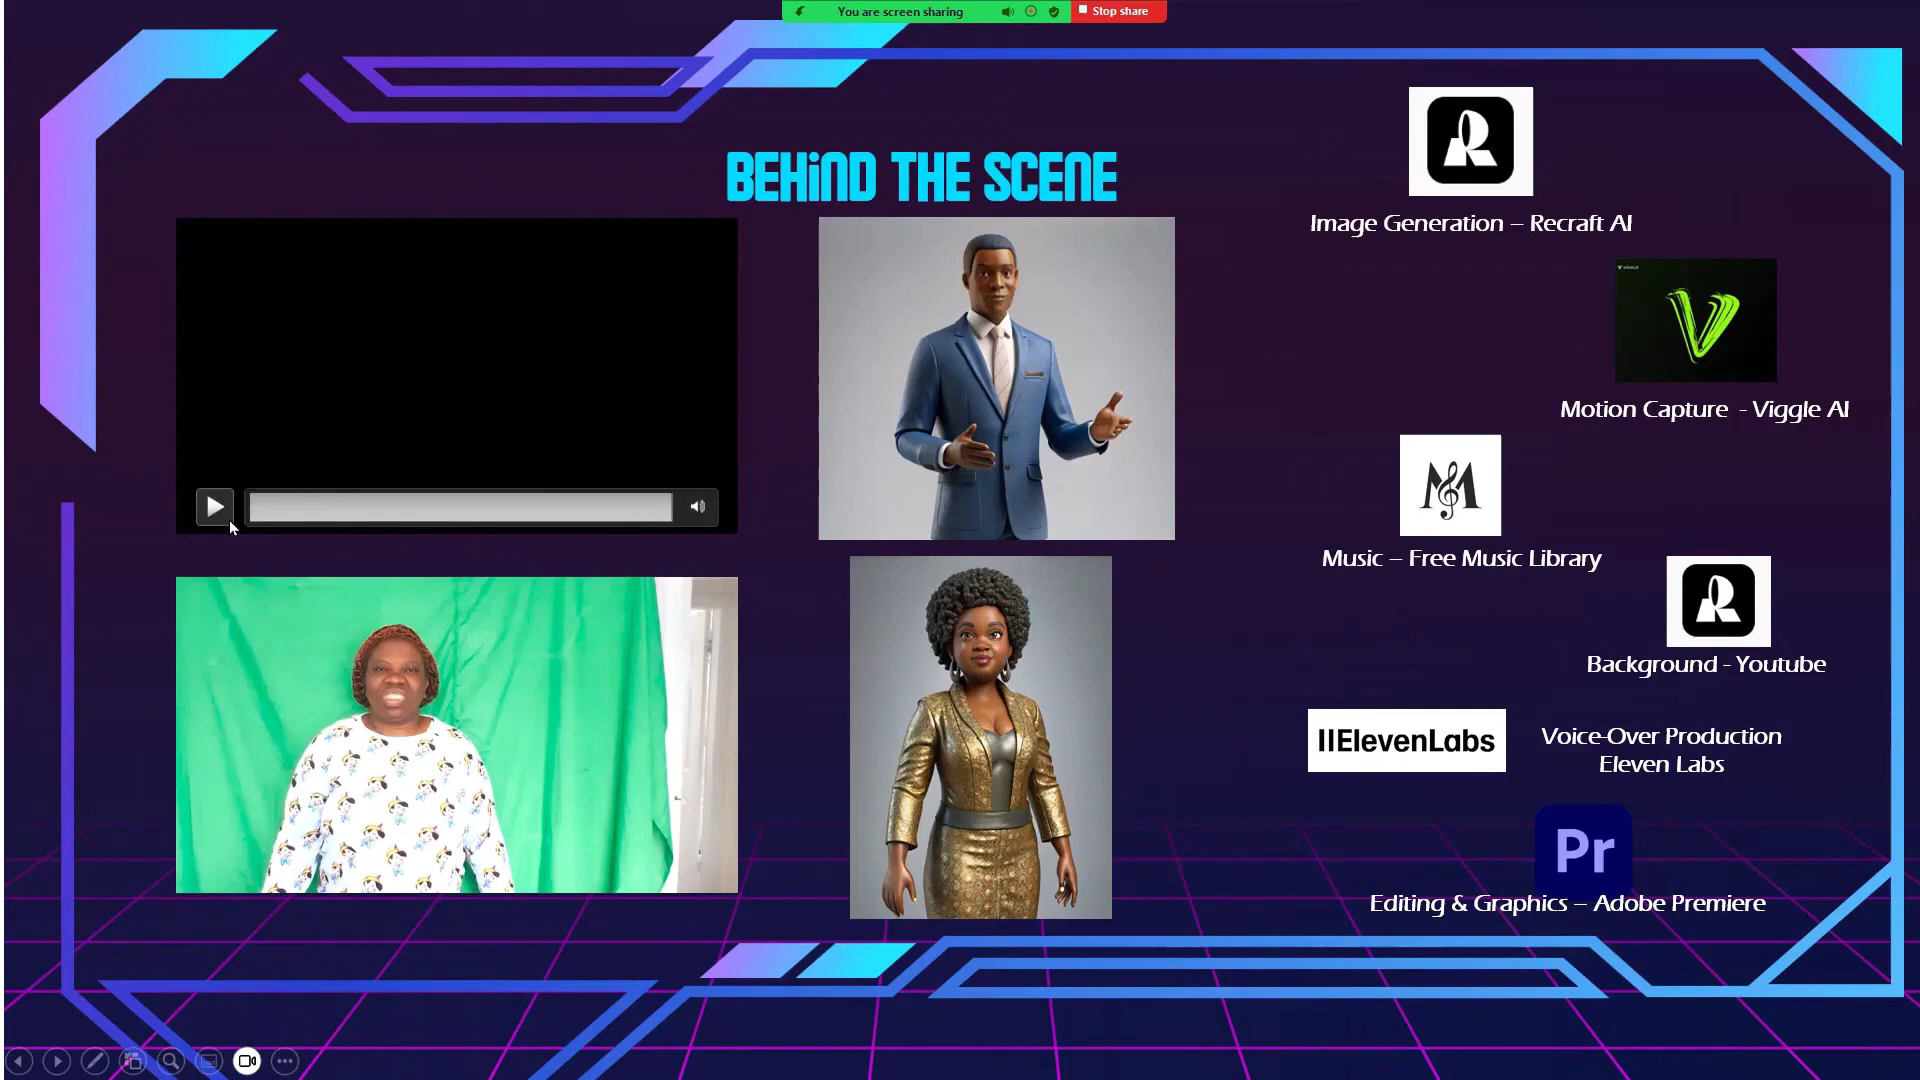 You are screen sharing
Stop share
BEHiND THE SCENE
Image Generation – Recraft AI
VIGGLE
Motion Capture - Viggle AI
M
Music – Free Music Library
Background - Youtube
IIElevenLabs
Voice-Over Production
Eleven Labs
Pr
Editing & Graphics – Adobe Premiere